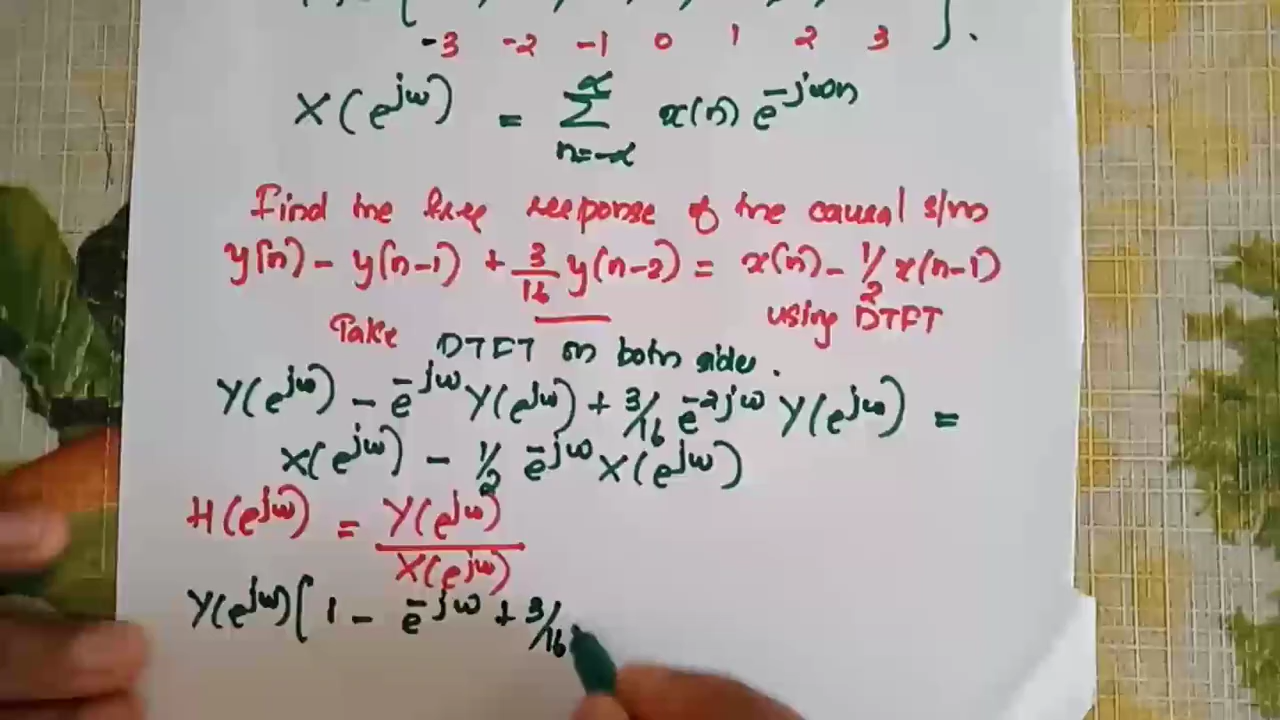 -3 -2 -1 0 1 2 3 }.
X(e^jω) = Σ_{n=-∞}^{∞} x(n) e^-jωn
Find the free response of the causal s/m
y(n) - y(n-1) + 3/16 y(n-2) = x(n) - 1/2 x(n-1)
using DTFT
Take DTFT on both sides.
Y(e^jω) - e^-jω Y(e^jω) + 3/16 e^-2jω Y(e^jω) =
X(e^jω) - 1/2 e^-jω X(e^jω)
H(e^jω) = Y(e^jω) / X(e^jω)
Y(e^jω) [ 1 - e^-jω + 3/16